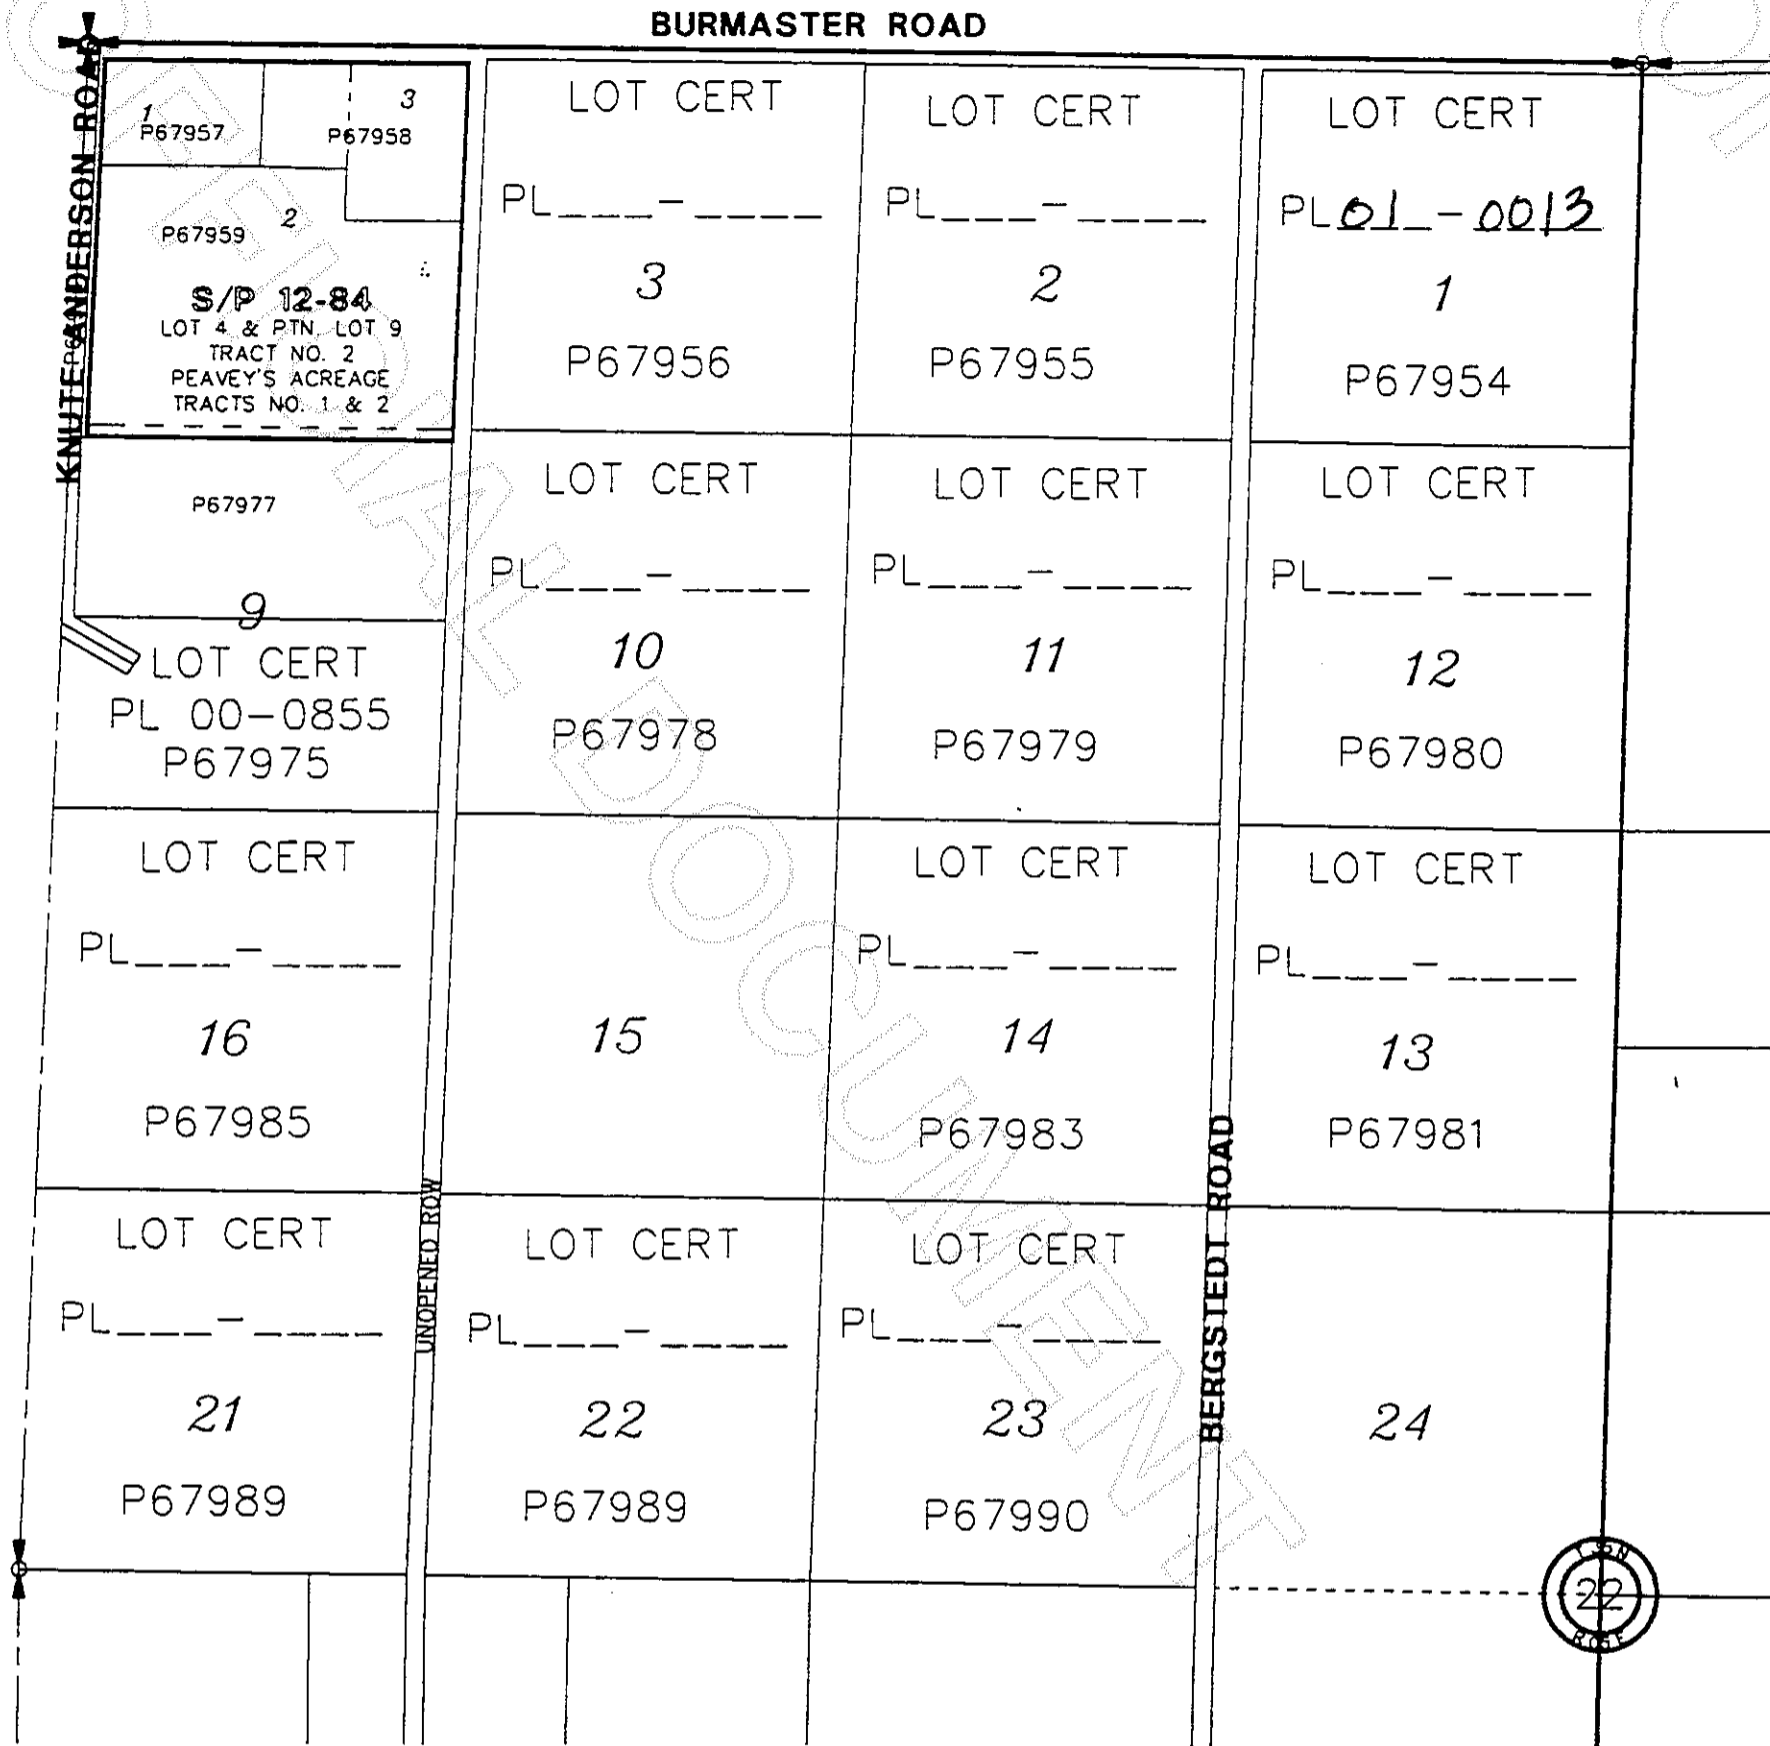 BURMASTER ROAD
KNUTE ANDERSON ROAD
1
P67957
3
P67958
2
P67959
S/P 12-84
LOT 4 & PTN. LOT 9
TRACT NO. 2
PEAVEY'S ACREAGE
TRACTS NO. 1 & 2
LOT CERT
PL___-____
3
P67956
LOT CERT
PL___-____
2
P67955
LOT CERT
PL01_-0013
1
P67954
P67977
9
LOT CERT
PL 00-0855
P67975
LOT CERT
PL___-____
10
P67978
LOT CERT
PL___-____
11
P67979
LOT CERT
PL___-____
12
P67980
LOT CERT
PL___-____
16
P67985
15
LOT CERT
PL___-____
14
P67983
LOT CERT
PL___-____
13
P67981
UNOPENED ROW
BERGSTEDT ROAD
LOT CERT
PL___-____
21
P67989
LOT CERT
PL___-____
22
P67989
LOT CERT
PL___-____
23
P67990
24
22
UNOFFICIAL DOCUMENT